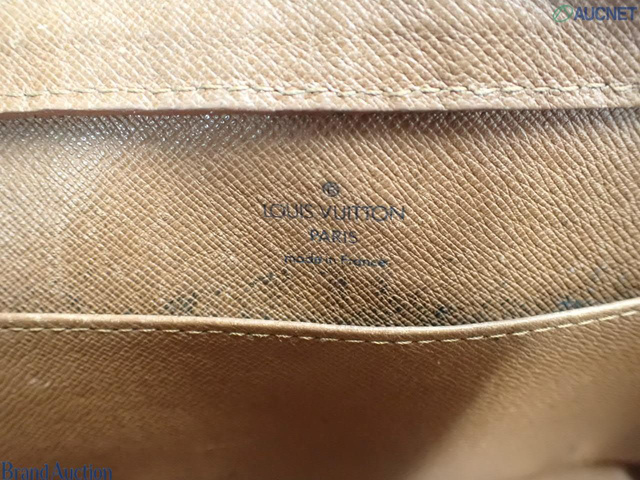 AUCNET
®
LOUIS VUITTON
PARIS
made in France
Brand Auction